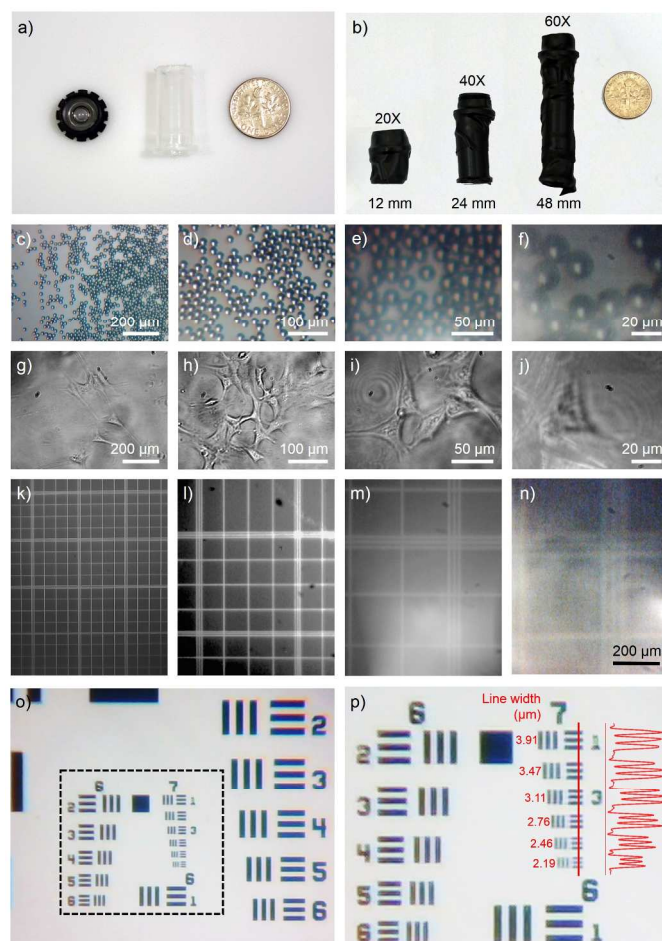 a)
b)
20X
40X
60X
12 mm
24 mm
48 mm
c)
200 µm
d)
100 µm
e)
50 µm
f)
20 µm
g)
200 µm
h)
100 µm
i)
50 µm
j)
20 µm
k)
l)
m)
n)
200 µm
o)
2
3
4
5
6
6
7
2
1
3
3
4
5
6
6
1
p)
Line width
(µm)
6
7
2
3.91
1
3.47
3
3.11
3
4
2.76
2.46
5
2.19
6
6
1